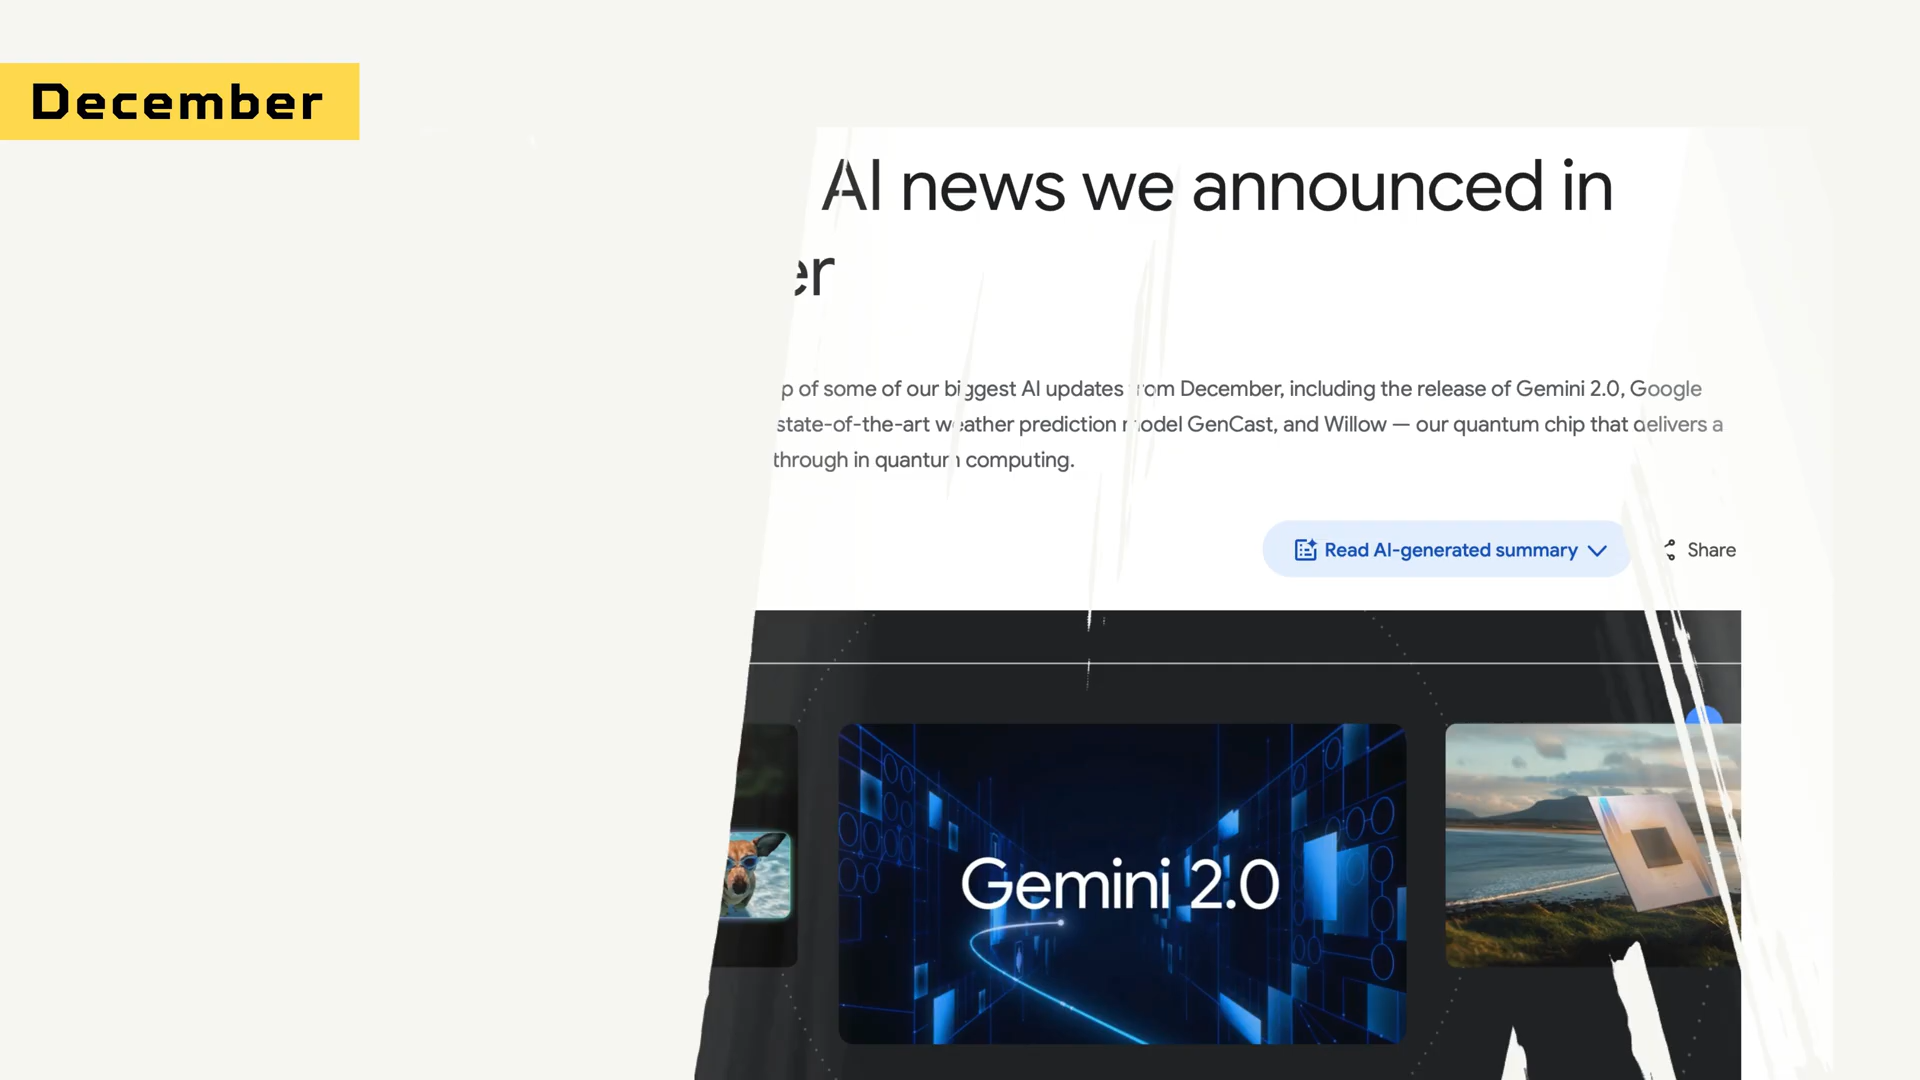 December
AI news we announced in
er
p of some of our biggest AI updates from December, including the release of Gemini 2.0, Google
state-of-the-art weather prediction model GenCast, and Willow — our quantum chip that delivers a
through in quantum computing.
Read AI-generated summary
Share
Gemini 2.0